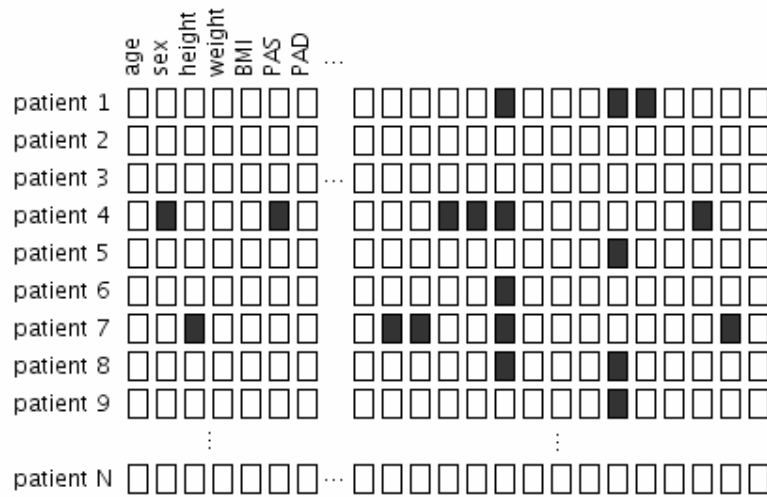 age sex height weight BMI PAS PAD ...
patient 1
patient 2
patient 3 ...
patient 4
patient 5
patient 6
patient 7
patient 8
patient 9
patient N ...